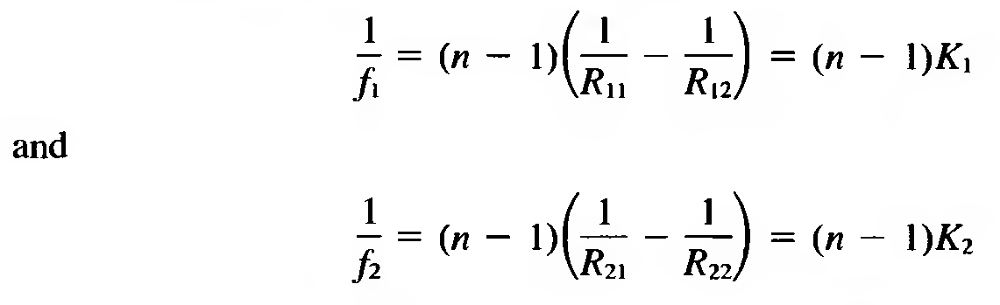 1/f₁ = (n − 1)(1/R₁₁ − 1/R₁₂) = (n − 1)K₁
and
1/f₂ = (n − 1)(1/R₂₁ − 1/R₂₂) = (n − 1)K₂